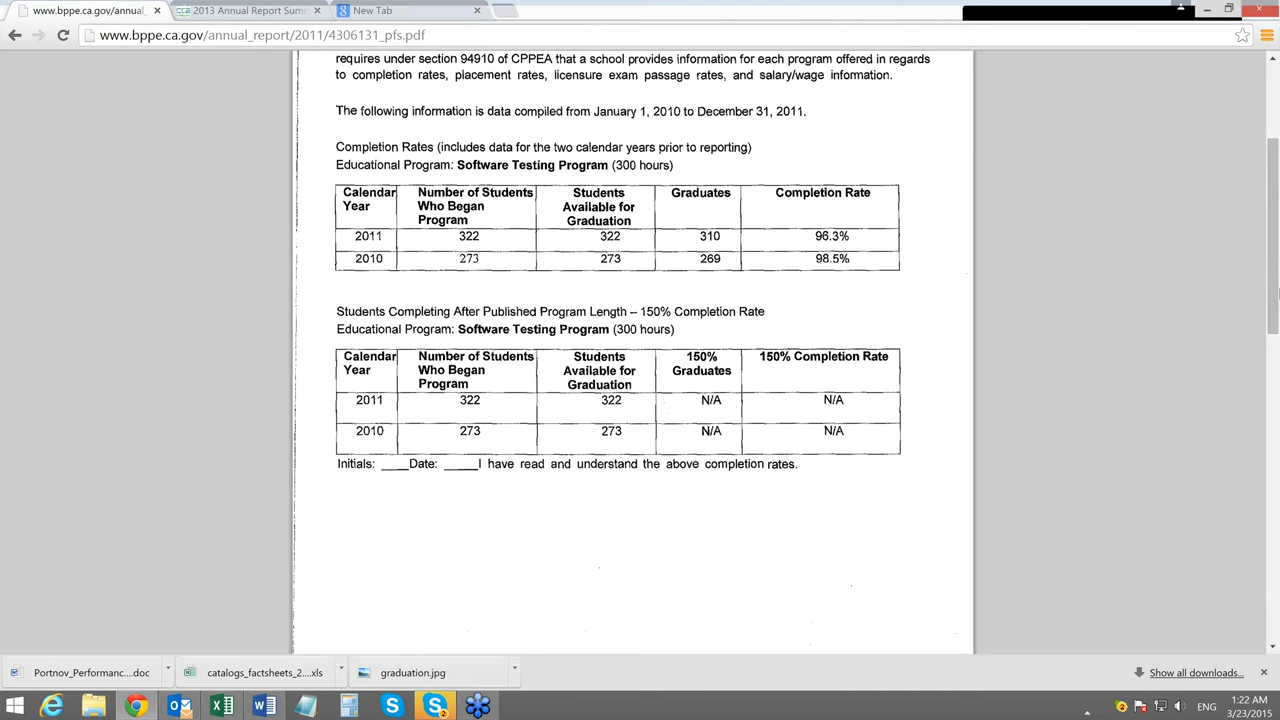 www.bppe.ca.gov/annual_
2013 Annual Report Summ
New Tab
www.bppe.ca.gov/annual_report/2011/4306131_pfs.pdf
requires under section 94910 of CPPEA that a school provides information for each program offered in regards
to completion rates, placement rates, licensure exam passage rates, and salary/wage information.
The following information is data compiled from January 1, 2010 to December 31, 2011.
Completion Rates (includes data for the two calendar years prior to reporting)
Educational Program: Software Testing Program (300 hours)
Calendar Year Number of Students Who Began Program Students Available for Graduation Graduates Completion Rate
2011 322 322 310 96.3%
2010 273 273 269 98.5%
Students Completing After Published Program Length – 150% Completion Rate
Educational Program: Software Testing Program (300 hours)
Calendar Year Number of Students Who Began Program Students Available for Graduation 150% Graduates 150% Completion Rate
2011 322 322 N/A N/A
2010 273 273 N/A N/A
Initials: ____Date: _____I have read and understand the above completion rates.
Portnov_Performanc....doc
catalogs_factsheets_2....xls
graduation.jpg
Show all downloads...
ENG
1:22 AM
3/23/2015